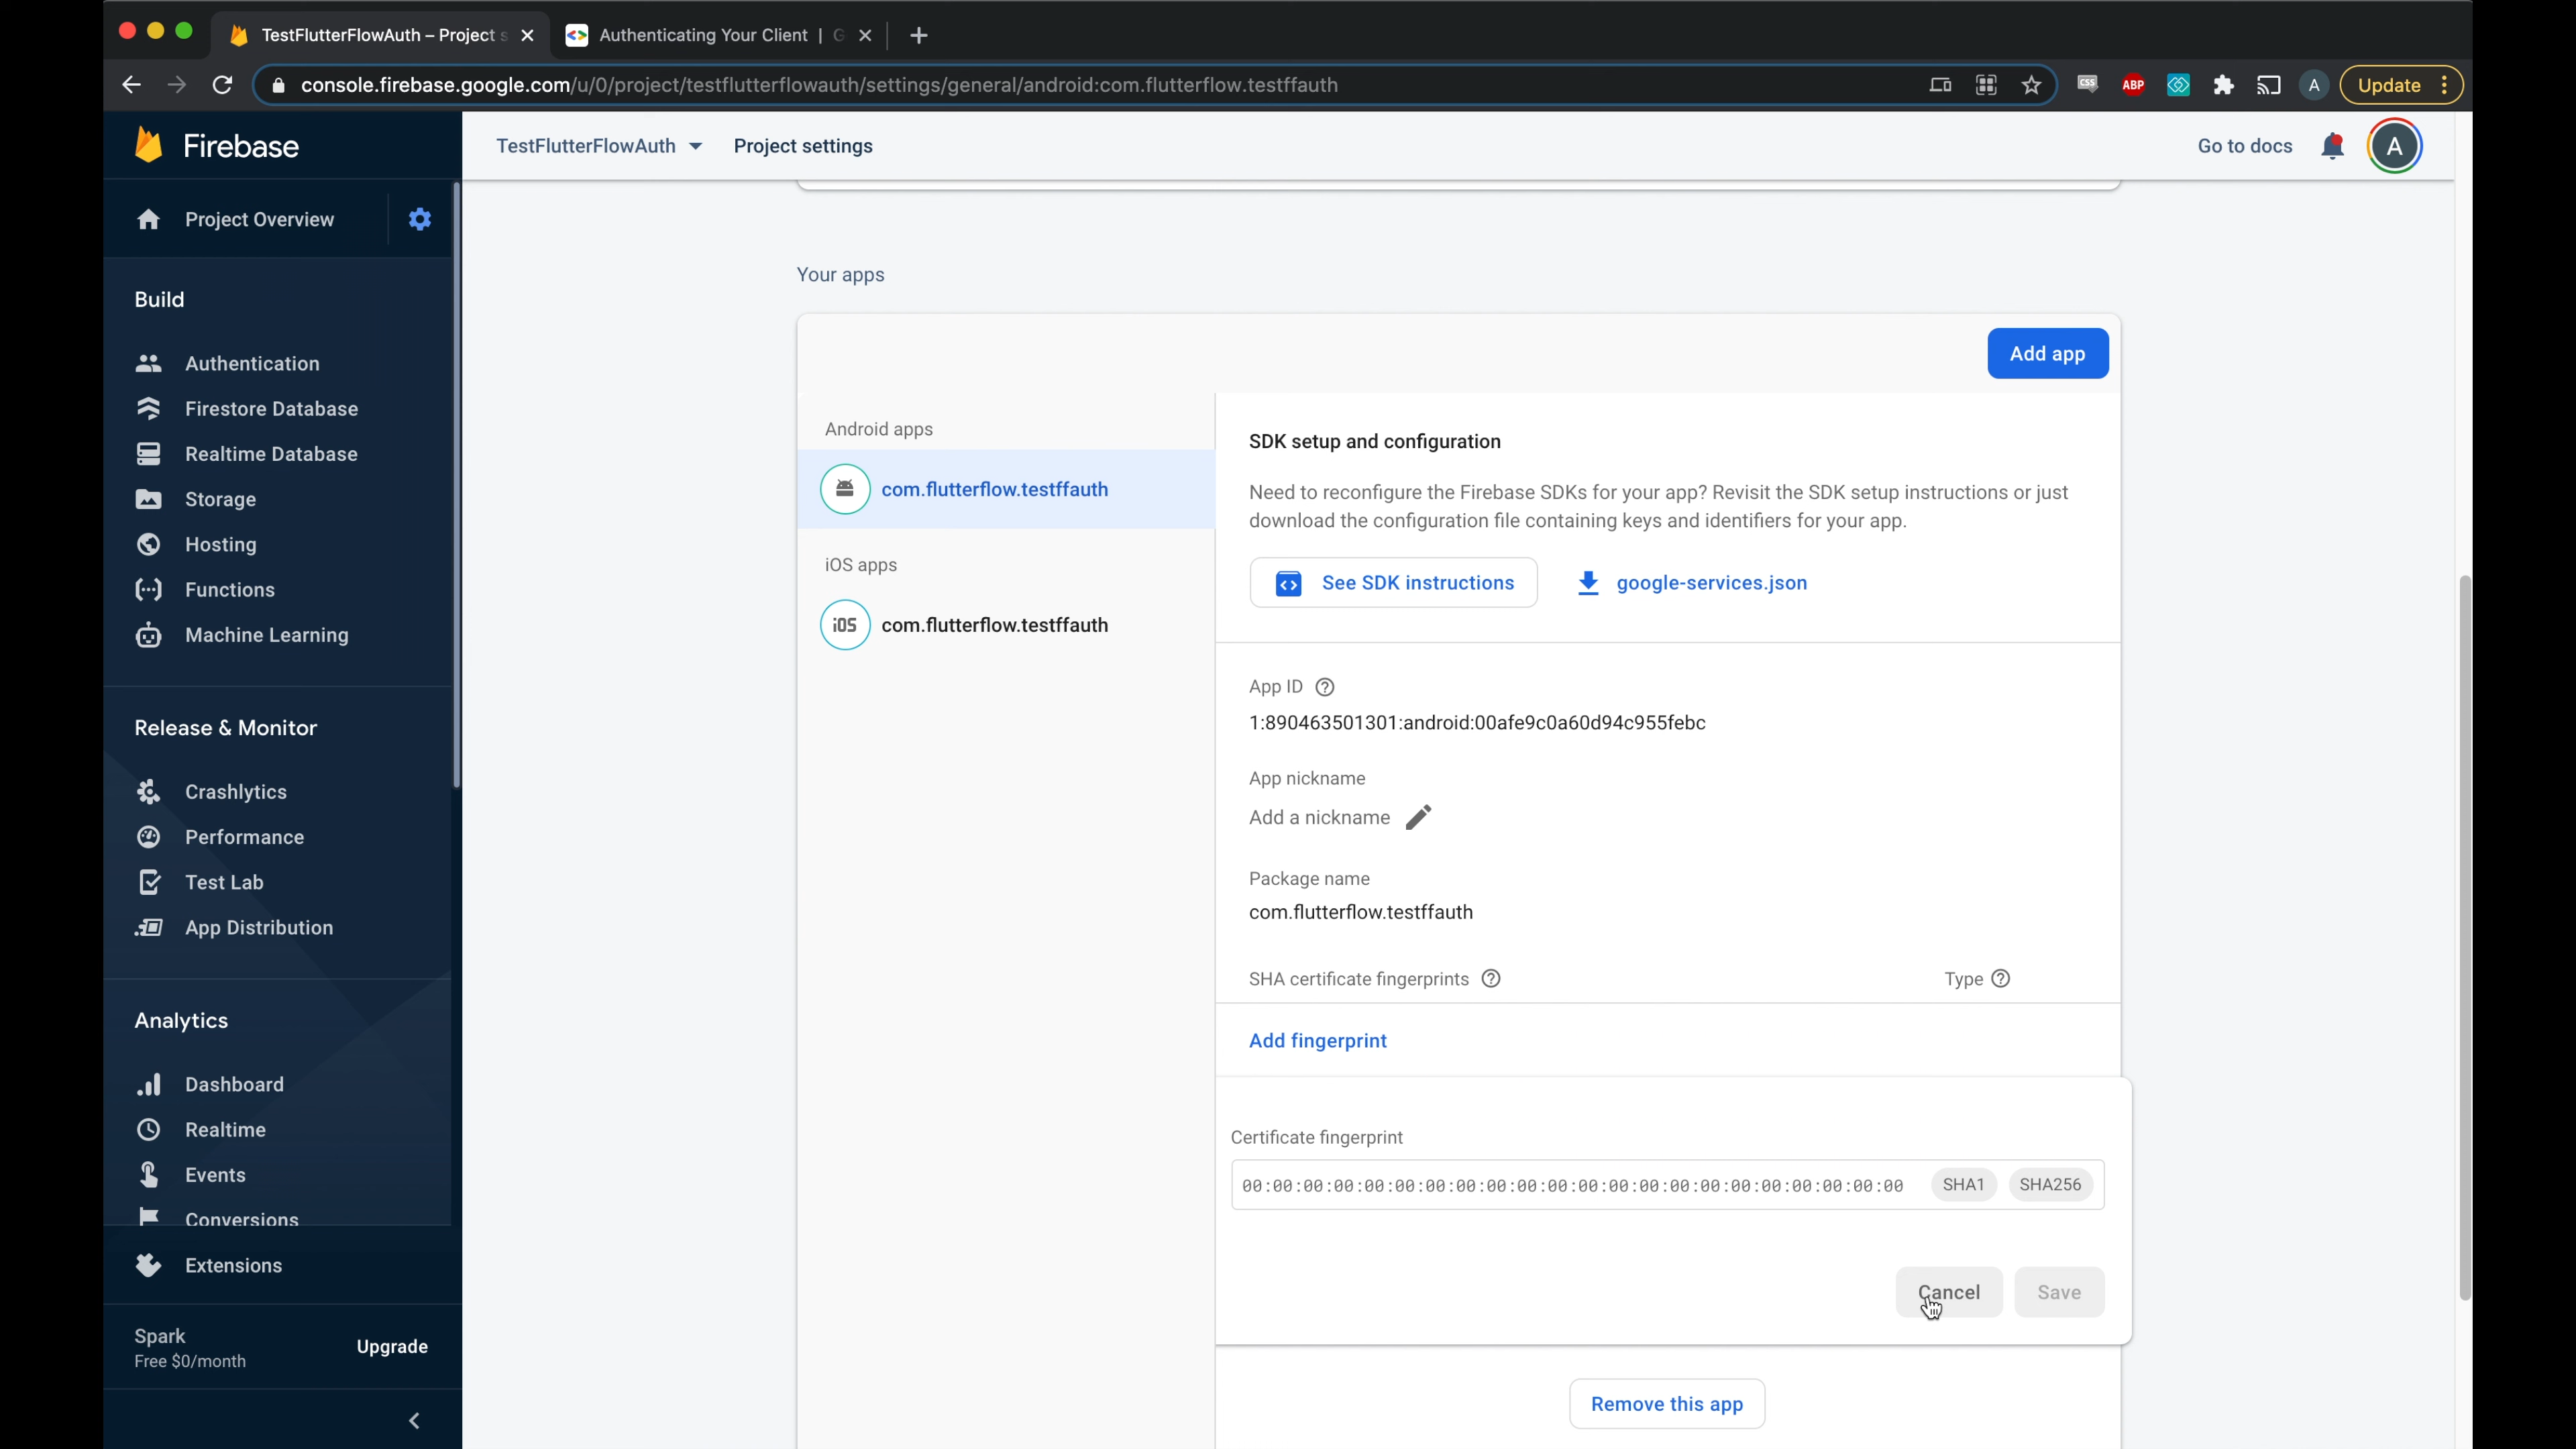 TestFlutterFlowAuth – Project s
Authenticating Your Client | G
console.firebase.google.com/u/0/project/testflutterflowauth/settings/general/android:com.flutterflow.testffauth
CSS
ABP
A
Update
Firebase
TestFlutterFlowAuth
Project settings
Go to docs
A
Project Overview
Build
Authentication
Firestore Database
Realtime Database
Storage
Hosting
Functions
Machine Learning
Release & Monitor
Crashlytics
Performance
Test Lab
App Distribution
Analytics
Dashboard
Realtime
Events
Conversions
Extensions
Spark
Free $0/month
Upgrade
Your apps
Add app
Android apps
com.flutterflow.testffauth
iOS apps
iOS
com.flutterflow.testffauth
SDK setup and configuration
Need to reconfigure the Firebase SDKs for your app? Revisit the SDK setup instructions or just
download the configuration file containing keys and identifiers for your app.
See SDK instructions
google-services.json
App ID
1:890463501301:android:00afe9c0a60d94c955febc
App nickname
Add a nickname
Package name
com.flutterflow.testffauth
SHA certificate fingerprints
Type
Add fingerprint
Certificate fingerprint
00:00:00:00:00:00:00:00:00:00:00:00:00:00:00:00:00:00:00:00:00:00
SHA1
SHA256
Cancel
Save
Remove this app